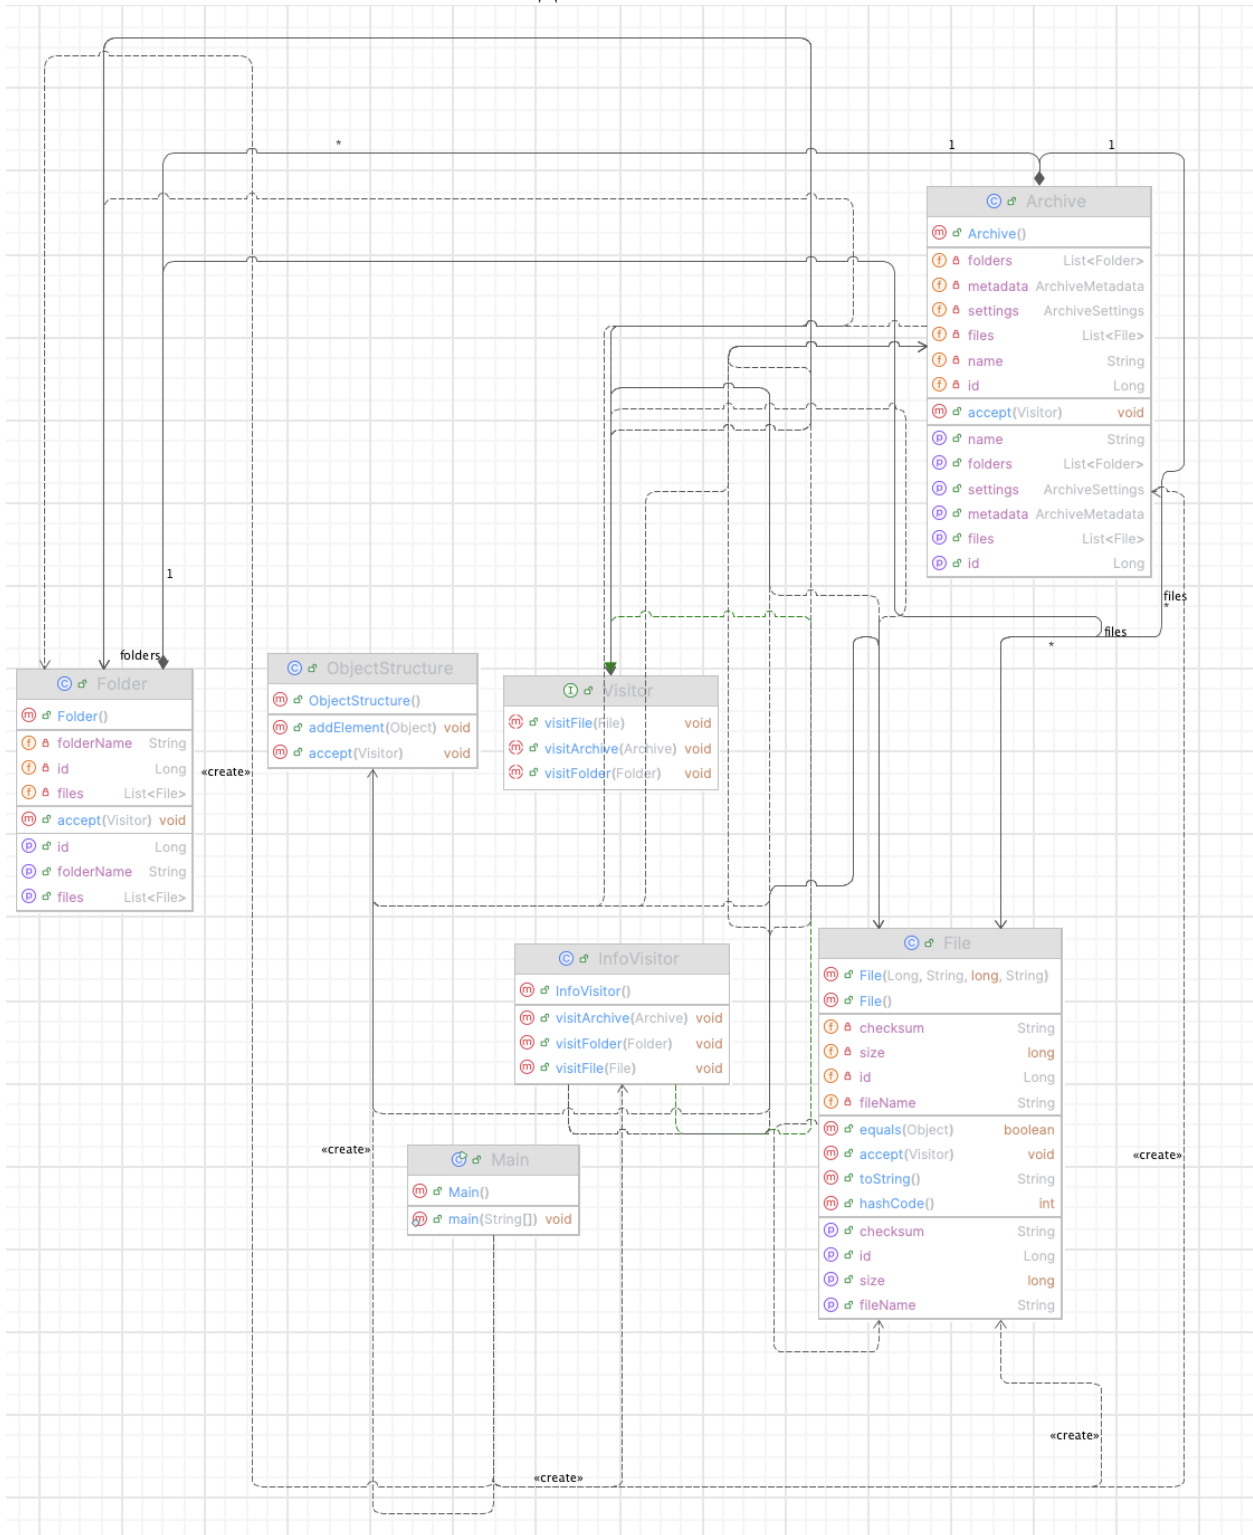 *
1
1
Archive
Archive()
folders List<Folder>
metadata ArchiveMetadata
settings ArchiveSettings
files List<File>
name String
id Long
accept(Visitor) void
name String
folders List<Folder>
settings ArchiveSettings
metadata ArchiveMetadata
files List<File>
id Long
1
files
*
files
*
folders
Folder
Folder()
folderName String
id Long
files List<File>
accept(Visitor) void
id Long
folderName String
files List<File>
«create»
ObjectStructure
ObjectStructure()
addElement(Object) void
accept(Visitor) void
Visitor
visitFile(File) void
visitArchive(Archive) void
visitFolder(Folder) void
InfoVisitor
InfoVisitor()
visitArchive(Archive) void
visitFolder(Folder) void
visitFile(File) void
File
File(Long, String, long, String)
File()
checksum String
size long
id Long
fileName String
equals(Object) boolean
accept(Visitor) void
toString() String
hashCode() int
checksum String
id Long
size long
fileName String
«create»
Main
Main()
main(String[]) void
«create»
«create»
«create»